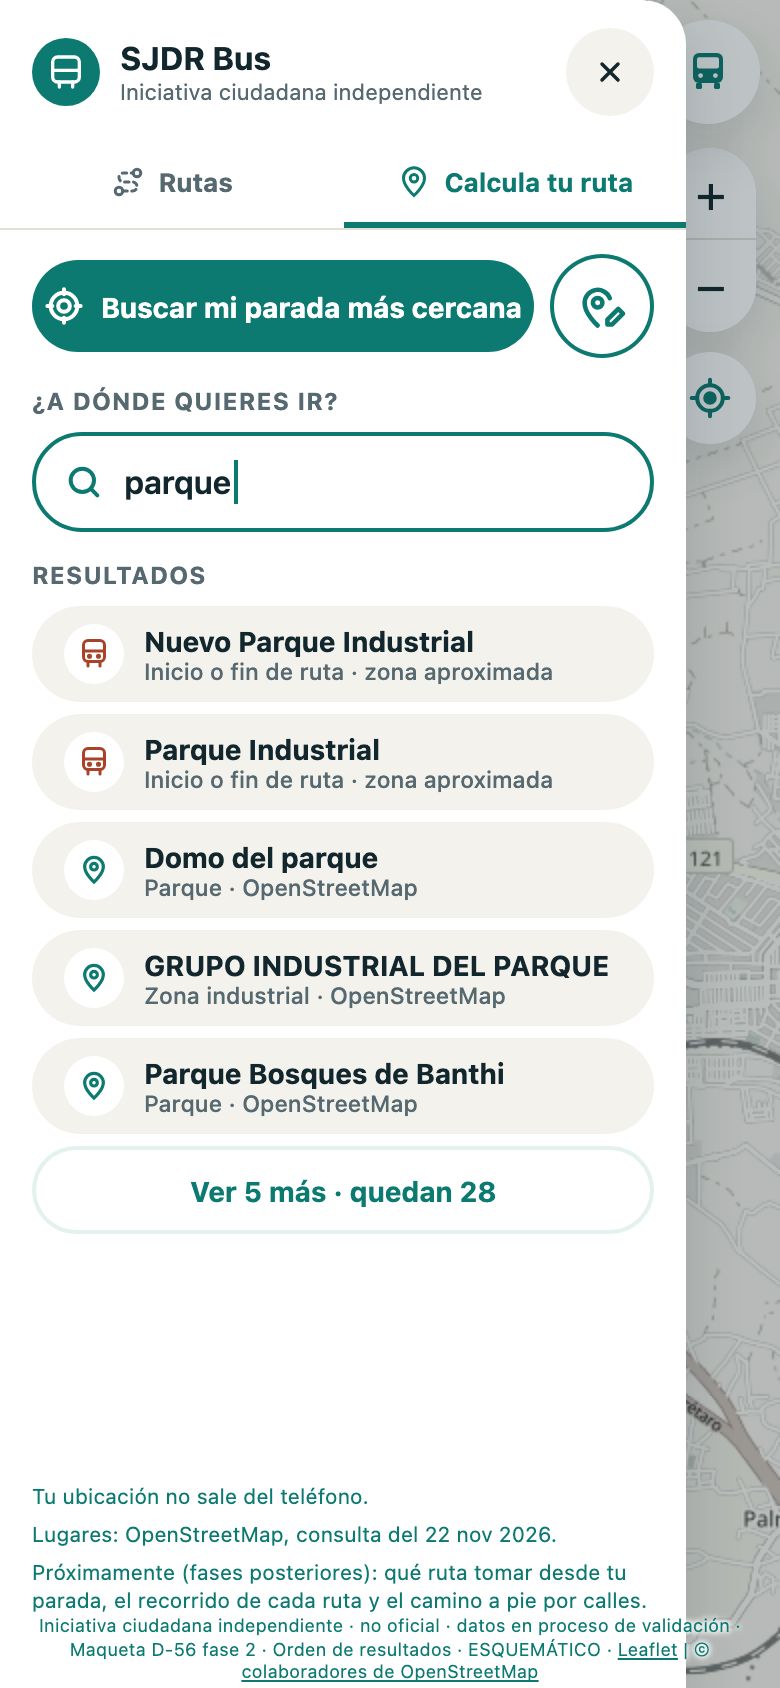 SJDR Bus
Iniciativa ciudadana independiente
Rutas
Calcula tu ruta
Buscar mi parada más cercana
¿A DÓNDE QUIERES IR?
parque
RESULTADOS
Nuevo Parque Industrial
Inicio o fin de ruta · zona aproximada
Parque Industrial
Inicio o fin de ruta · zona aproximada
Domo del parque
Parque · OpenStreetMap
GRUPO INDUSTRIAL DEL PARQUE
Zona industrial · OpenStreetMap
Parque Bosques de Banthi
Parque · OpenStreetMap
Ver 5 más · quedan 28
Tu ubicación no sale del teléfono.
Lugares: OpenStreetMap, consulta del 22 nov 2026.
Próximamente (fases posteriores): qué ruta tomar desde tu
parada, el recorrido de cada ruta y el camino a pie por calles.
Iniciativa ciudadana independiente · no oficial · datos en proceso de validación ·
Maqueta D-56 fase 2 · Orden de resultados · ESQUEMÁTICO · Leaflet | ©
colaboradores de OpenStreetMap
+
−
121